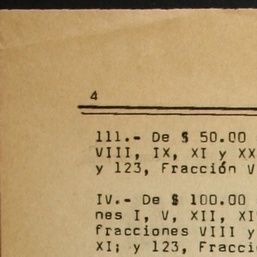 4
111.- De $ 50.00
VIII, IX, XI y XX
y 123, Fracción V
IV.- De $ 100.00
nes I, V, XII, XI
fracciones VIII y
XI; y 123, Fracci